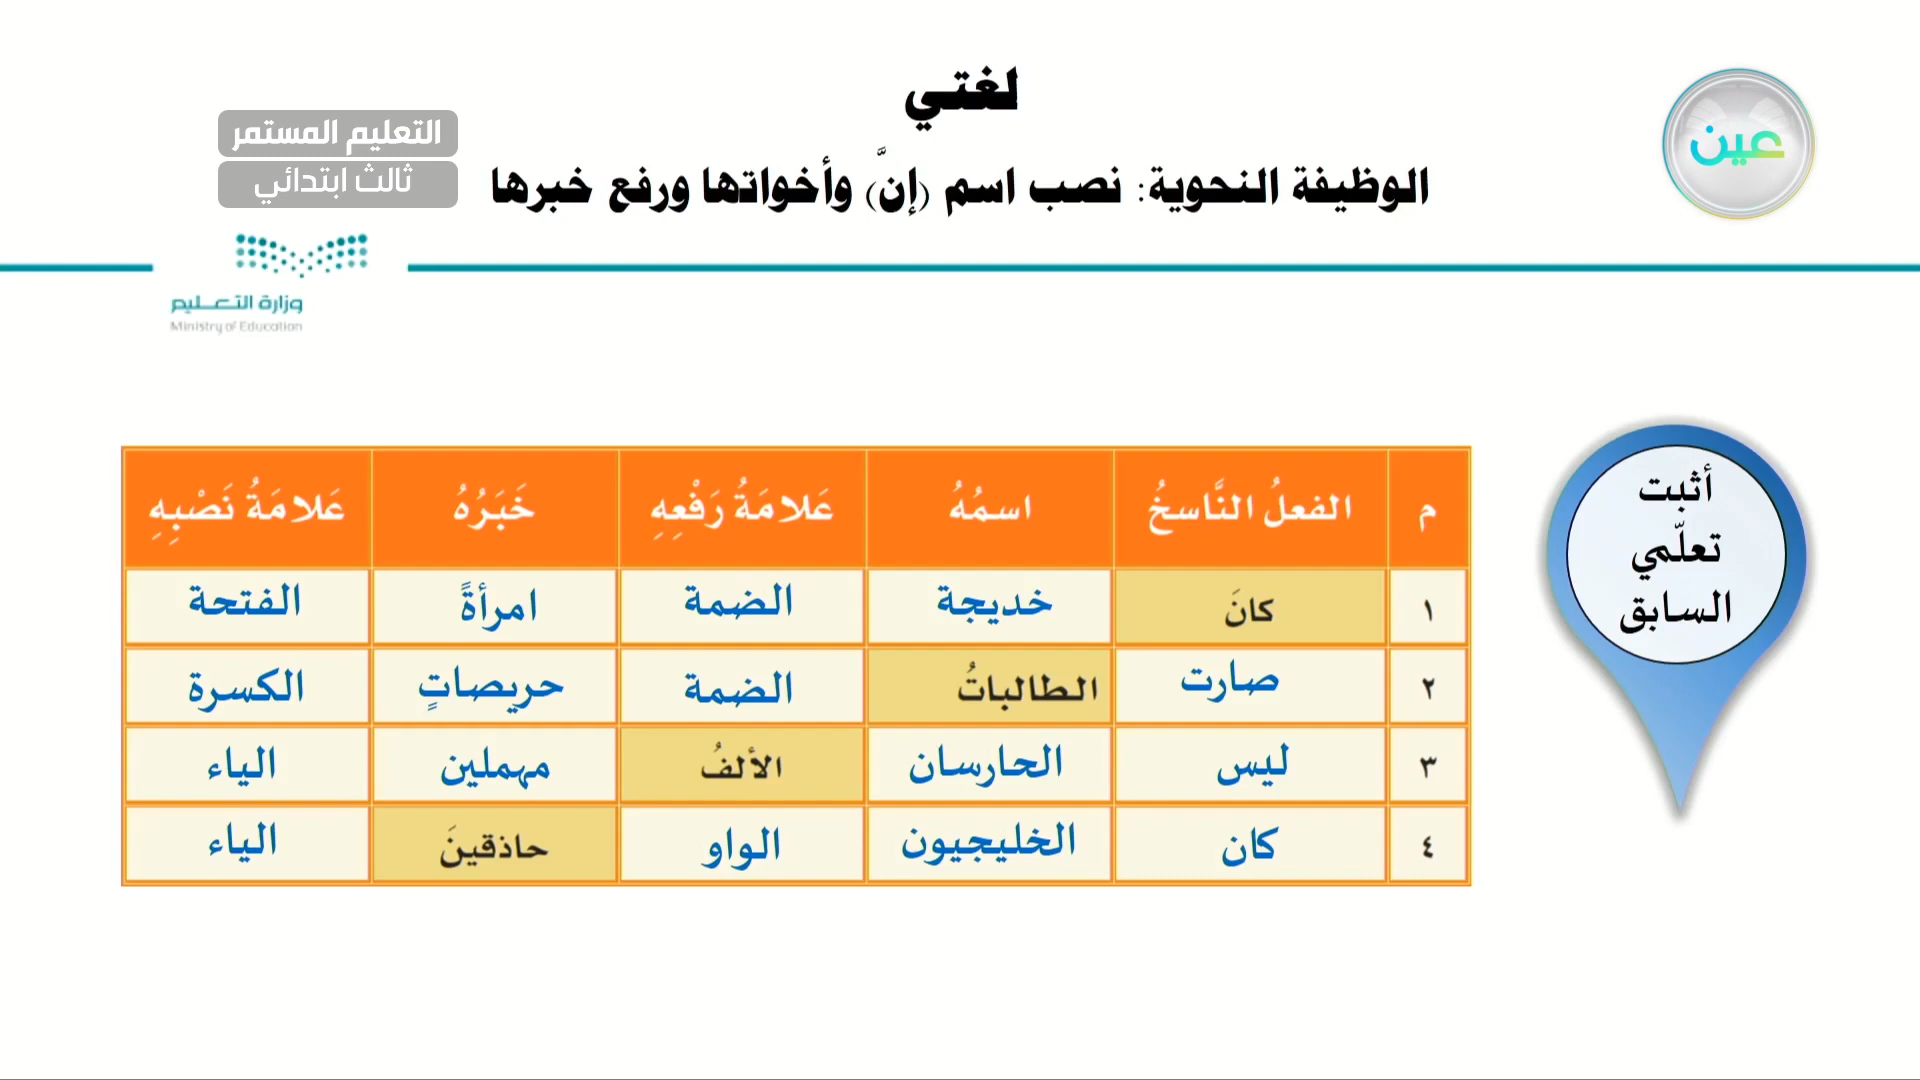 لغتي
عين
التعليم المستمر
ثالث ابتدائي
الوظيفة النحوية: نصب اسم (إنَّ) وأخواتها ورفع خبرها
وزارة التعـــليم
Ministry of Education
أثبت
تعلّمي
السابق
م الفعلُ النَّاسخُ اسمُهُ عَلامَةُ رَفْعِهِ خَبَرُهُ عَلامَةُ نَصْبِهِ
١ كانَ خديجة الضمة امرأةً الفتحة
٢ صارت الطالباتُ الضمة حريصاتٍ الكسرة
٣ ليس الحارسان الألفُ مهملين الياء
٤ كان الخليجيون الواو حاذقينَ الياء